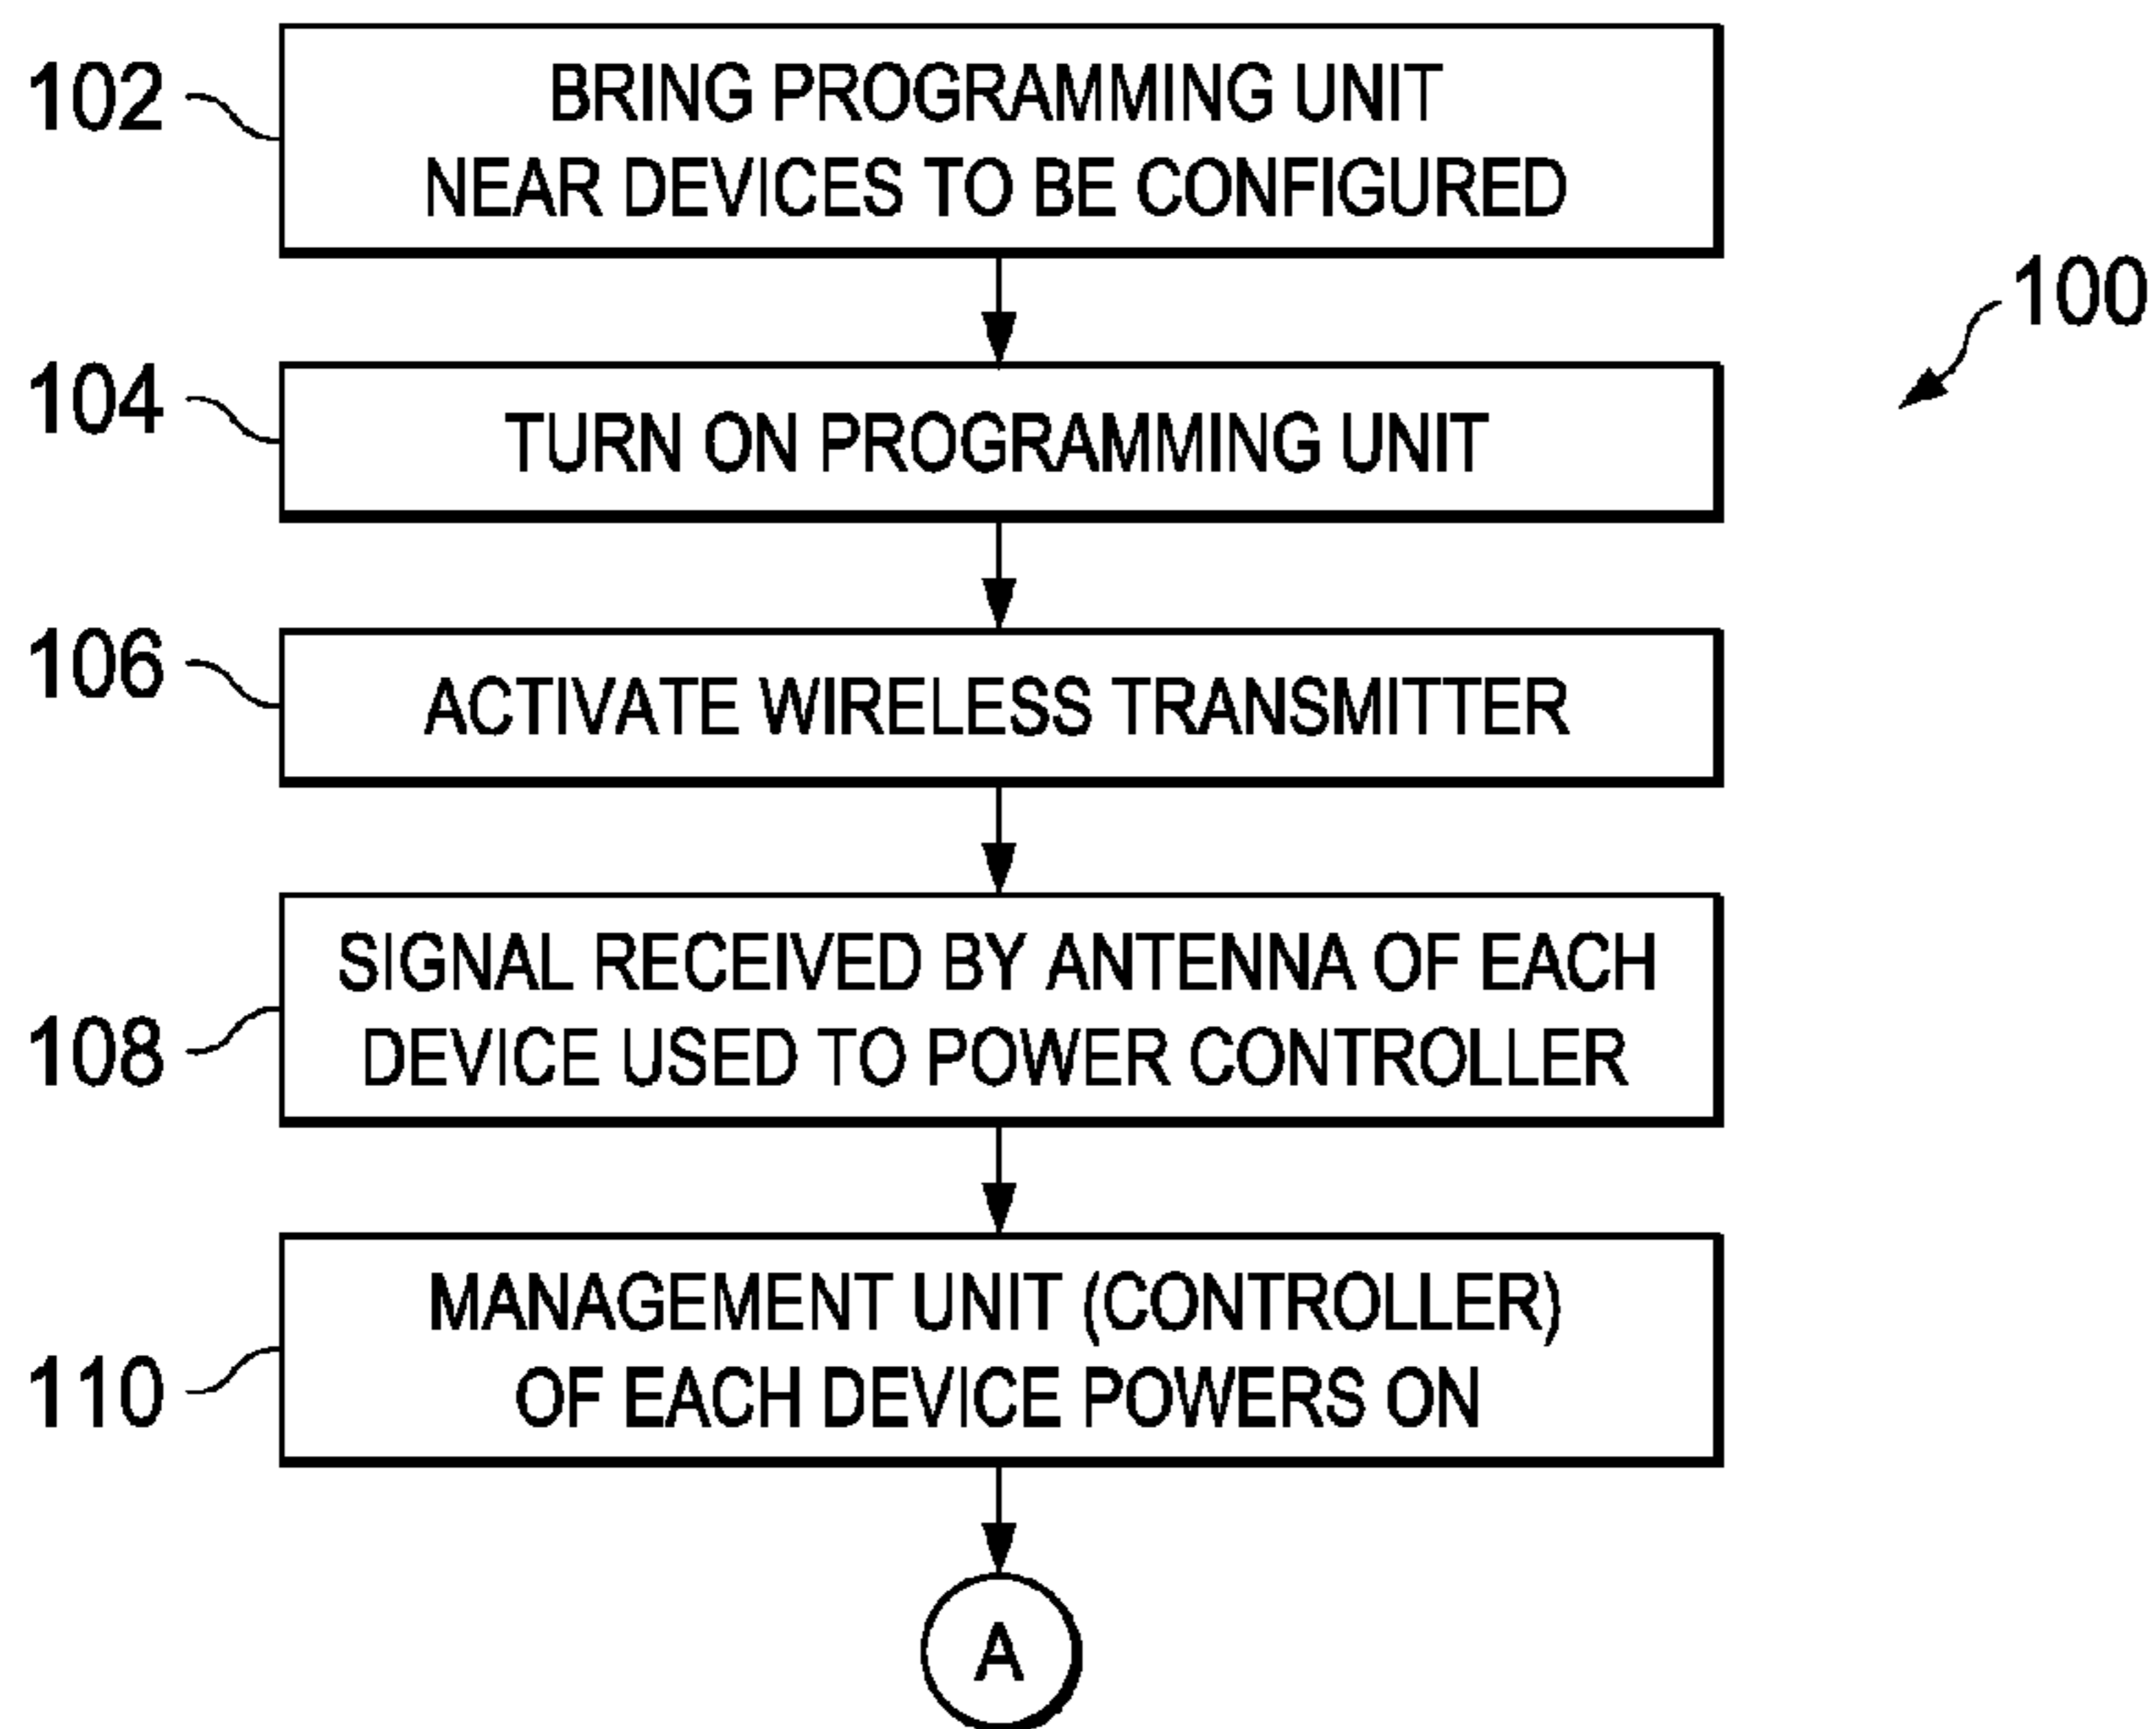 102
BRING PROGRAMMING UNIT
NEAR DEVICES TO BE CONFIGURED
100
104
TURN ON PROGRAMMING UNIT
106
ACTIVATE WIRELESS TRANSMITTER
108
SIGNAL RECEIVED BY ANTENNA OF EACH
DEVICE USED TO POWER CONTROLLER
110
MANAGEMENT UNIT (CONTROLLER)
OF EACH DEVICE POWERS ON
A